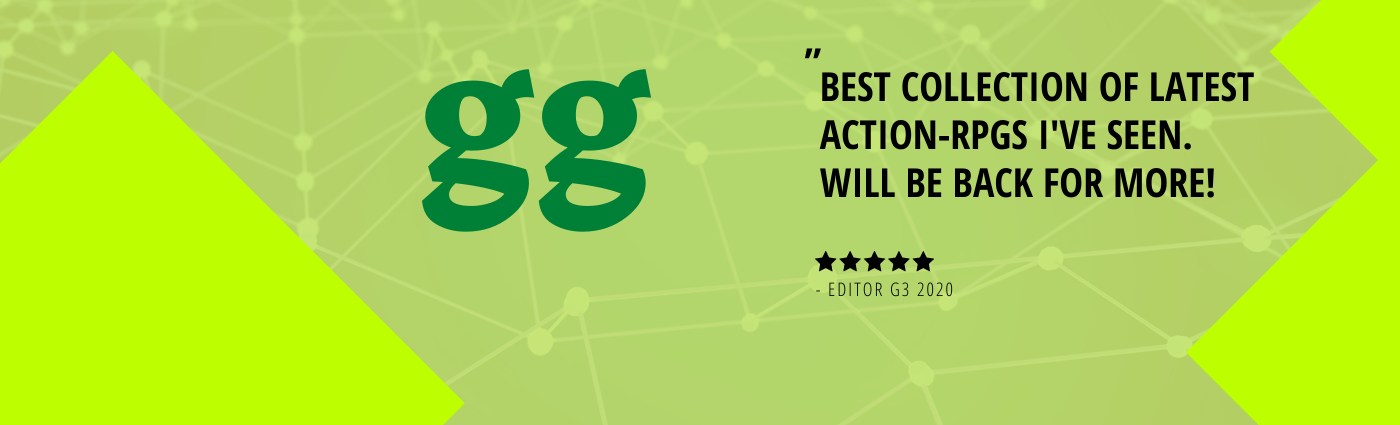 gg
"
BEST COLLECTION OF LATEST
ACTION-RPGS I'VE SEEN.
WILL BE BACK FOR MORE!
★★★★★
- EDITOR G3 2020